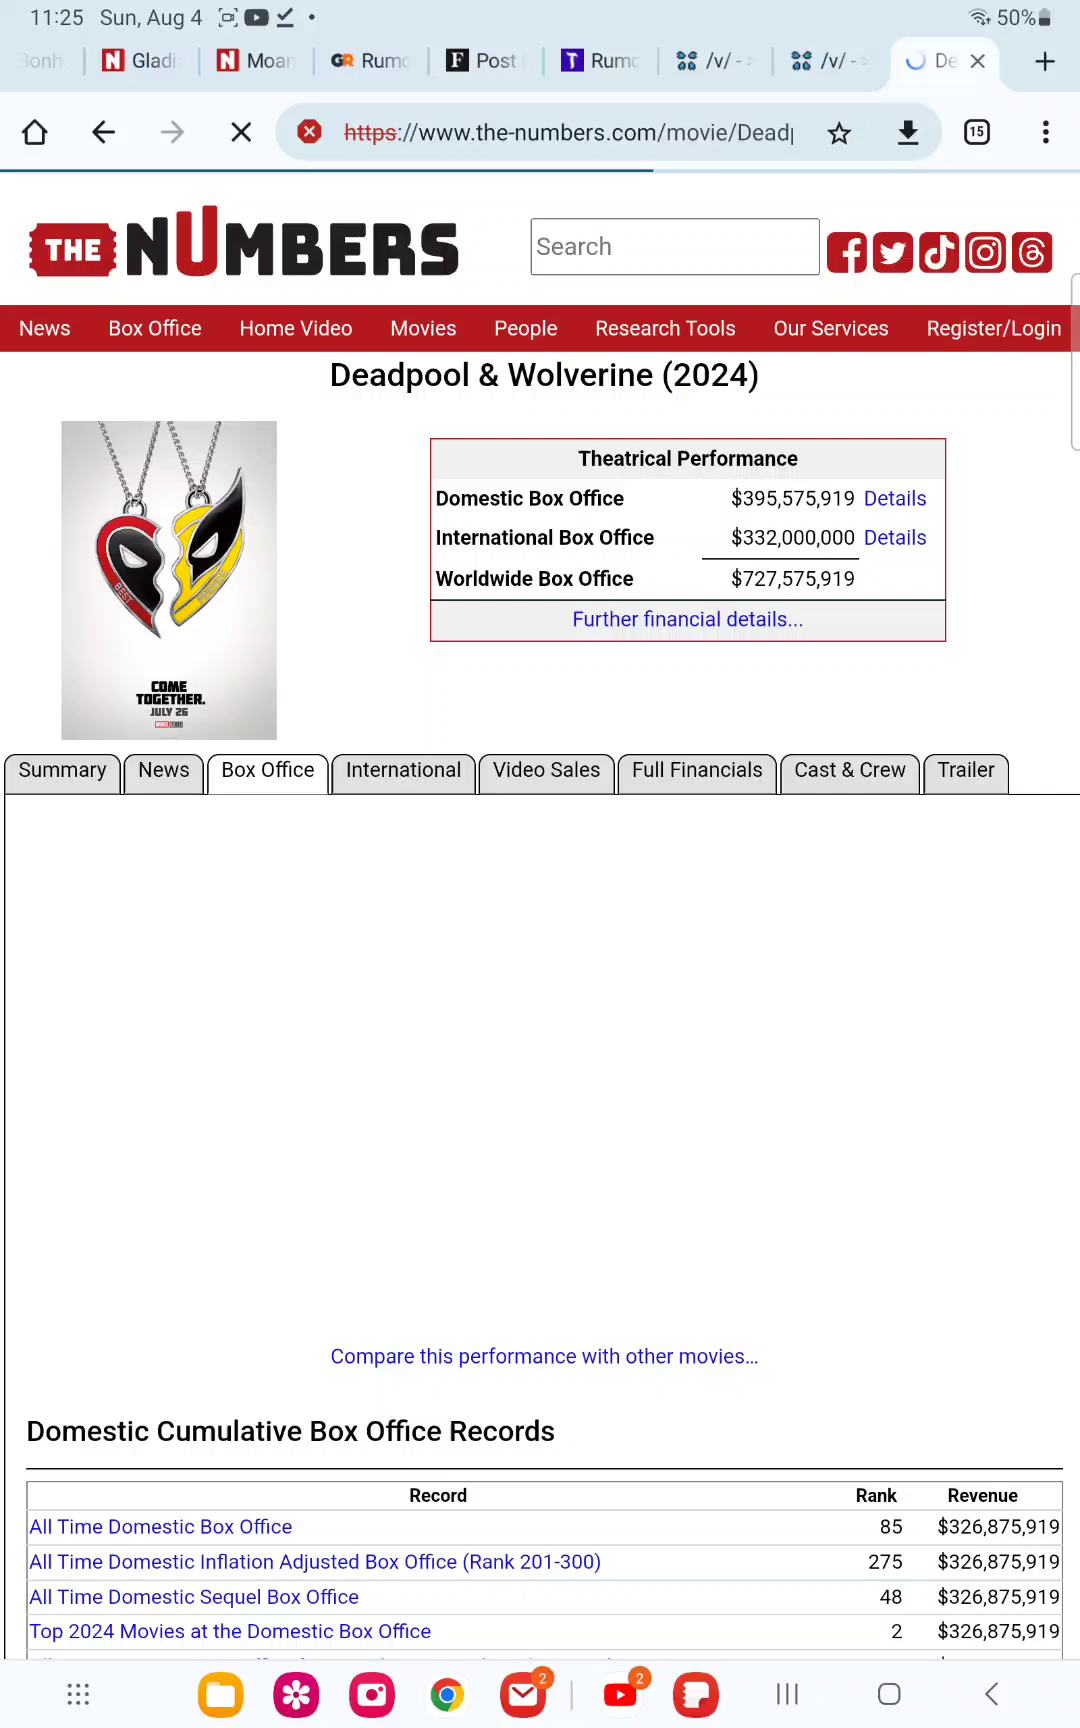 11:25 Sun, Aug 4
50%
Gladi
Moan
GR Rumo
F Post
T Rumo
/v/ -
/v/ -
De
https://www.the-numbers.com/movie/Dead
15
THE NUMBERS
Search
News Box Office Home Video Movies People Research Tools Our Services Register/Login
Deadpool & Wolverine (2024)
BEST
COME
TOGETHER.
JULY 26
Theatrical Performance
Domestic Box Office $395,575,919 Details
International Box Office $332,000,000 Details
Worldwide Box Office $727,575,919
Further financial details...
Summary News Box Office International Video Sales Full Financials Cast & Crew Trailer
Compare this performance with other movies…
Domestic Cumulative Box Office Records
Record Rank Revenue
All Time Domestic Box Office 85 $326,875,919
All Time Domestic Inflation Adjusted Box Office (Rank 201-300) 275 $326,875,919
All Time Domestic Sequel Box Office 48 $326,875,919
Top 2024 Movies at the Domestic Box Office 2 $326,875,919
2
2